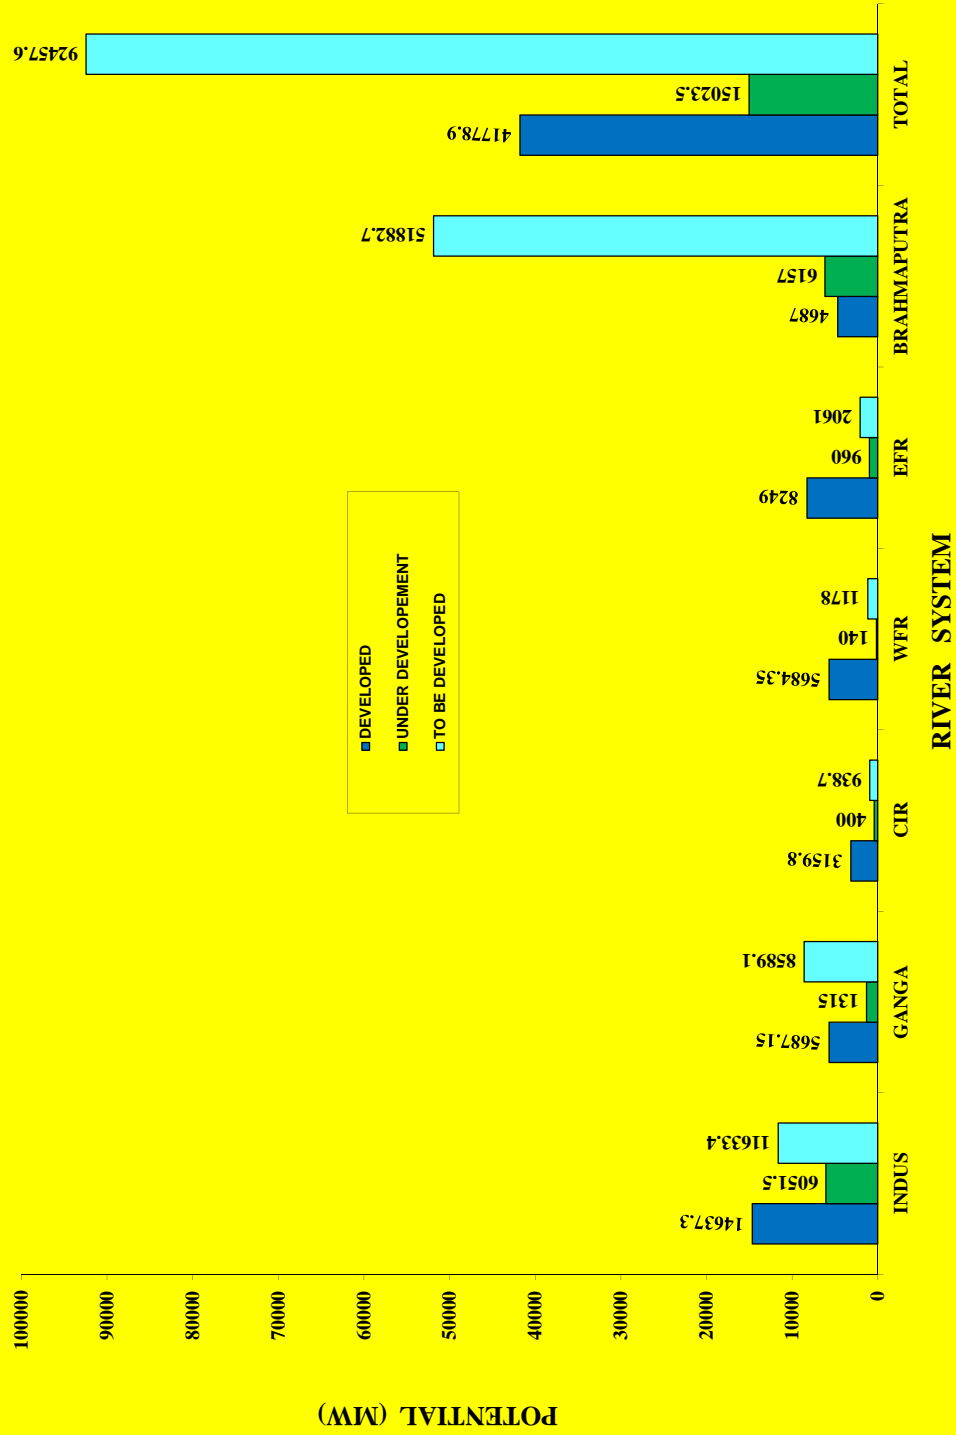 POTENTIAL (MW)
100000
90000
80000
70000
60000
50000
40000
30000
20000
10000
0
14637.3
6051.5
11633.4
5687.15
1315
8589.1
3159.8
400
938.7
5684.35
140
1178
8249
960
2061
4687
6157
51882.7
41778.9
15023.5
92457.6
DEVELOPED
UNDER DEVELOPEMENT
TO BE DEVELOPED
INDUS
GANGA
CIR
WFR
EFR
BRAHMAPUTRA
TOTAL
RIVER SYSTEM